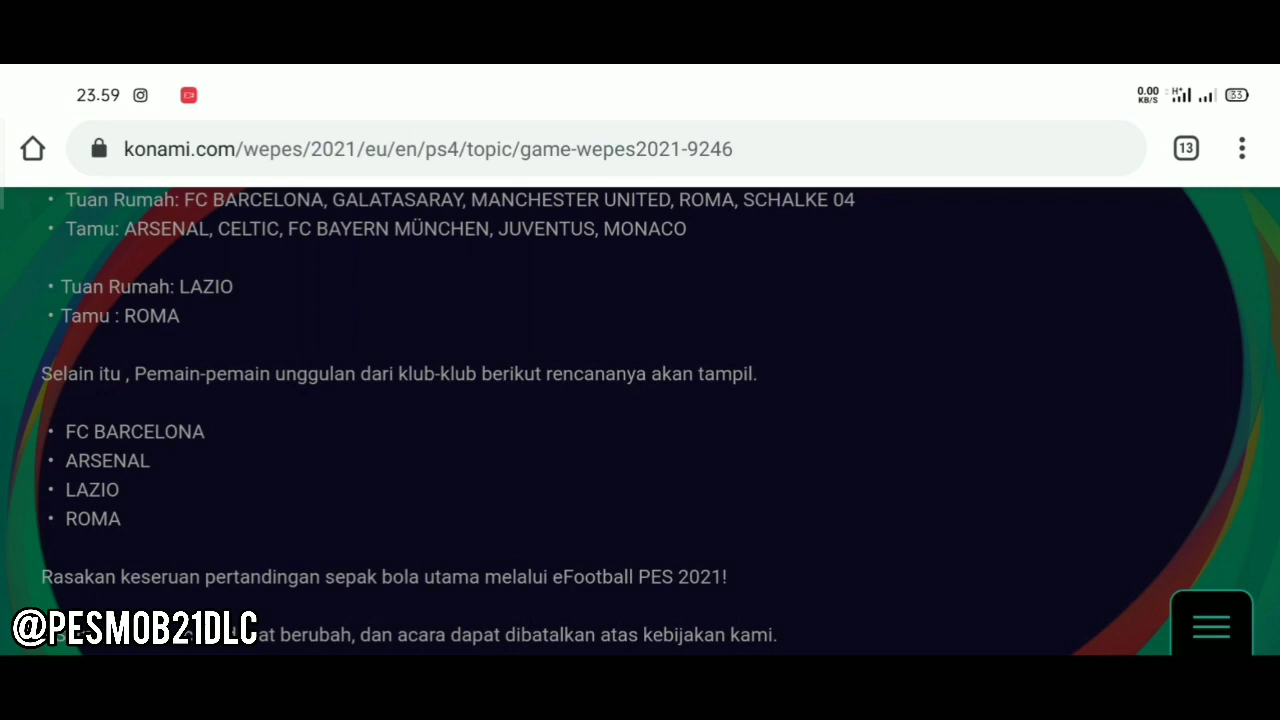 23.59
0.00
KB/S
H+
33
konami.com/wepes/2021/eu/en/ps4/topic/game-wepes2021-9246
13
• Tuan Rumah: FC BARCELONA, GALATASARAY, MANCHESTER UNITED, ROMA, SCHALKE 04
• Tamu: ARSENAL, CELTIC, FC BAYERN MÜNCHEN, JUVENTUS, MONACO
• Tuan Rumah: LAZIO
• Tamu : ROMA
Selain itu , Pemain-pemain unggulan dari klub-klub berikut rencananya akan tampil.
• FC BARCELONA
• ARSENAL
• LAZIO
• ROMA
Rasakan keseruan pertandingan sepak bola utama melalui eFootball PES 2021!
@PESMOB21DLC
berubah, dan acara dapat dibatalkan atas kebijakan kami.